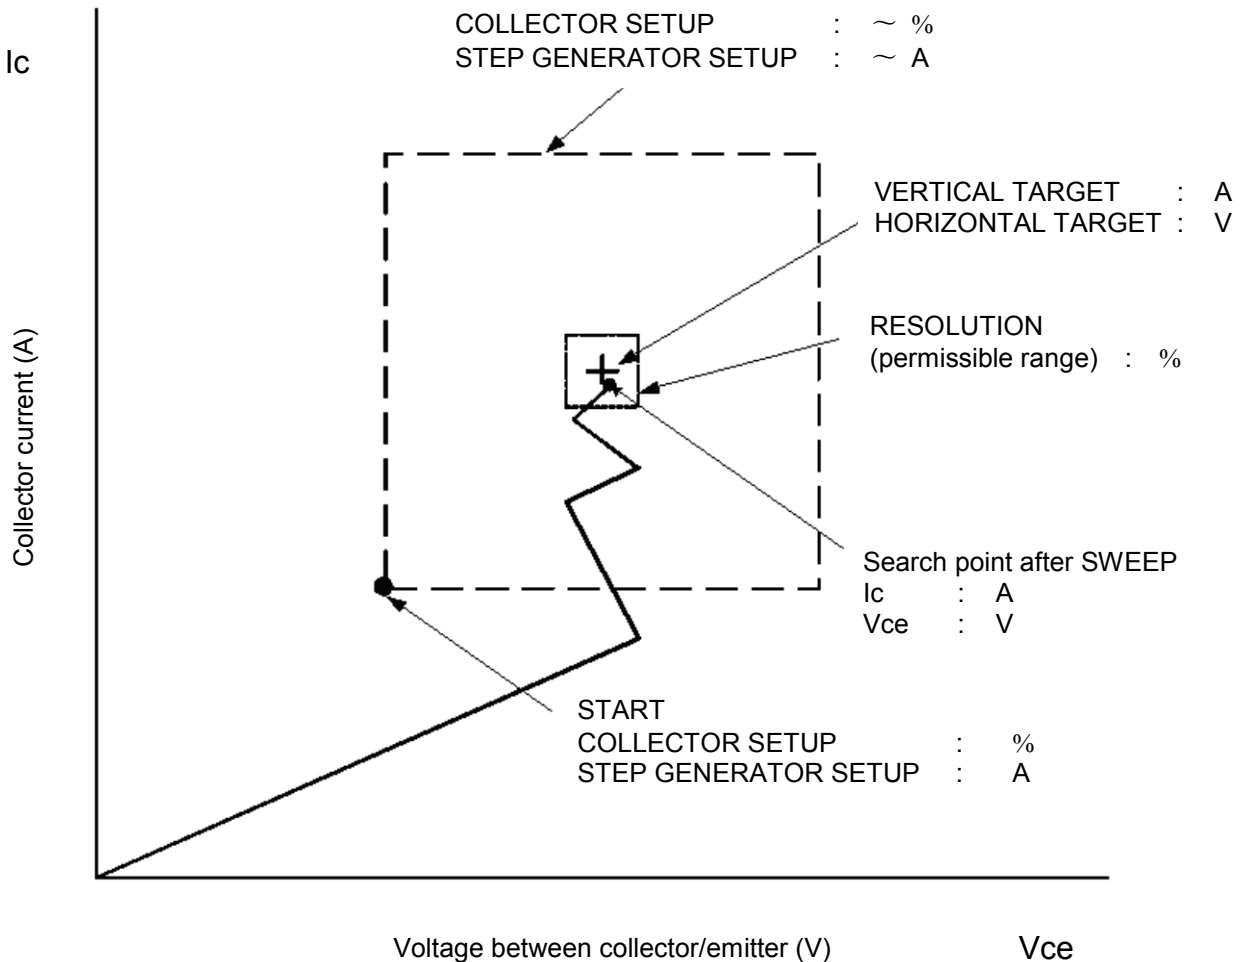 COLLECTOR SETUP : ~ %
STEP GENERATOR SETUP : ~ A
Ic
VERTICAL TARGET : A
HORIZONTAL TARGET : V
RESOLUTION
(permissible range) : %
Collector current (A)
Search point after SWEEP
Ic : A
Vce : V
START
COLLECTOR SETUP : %
STEP GENERATOR SETUP : A
Voltage between collector/emitter (V)
Vce